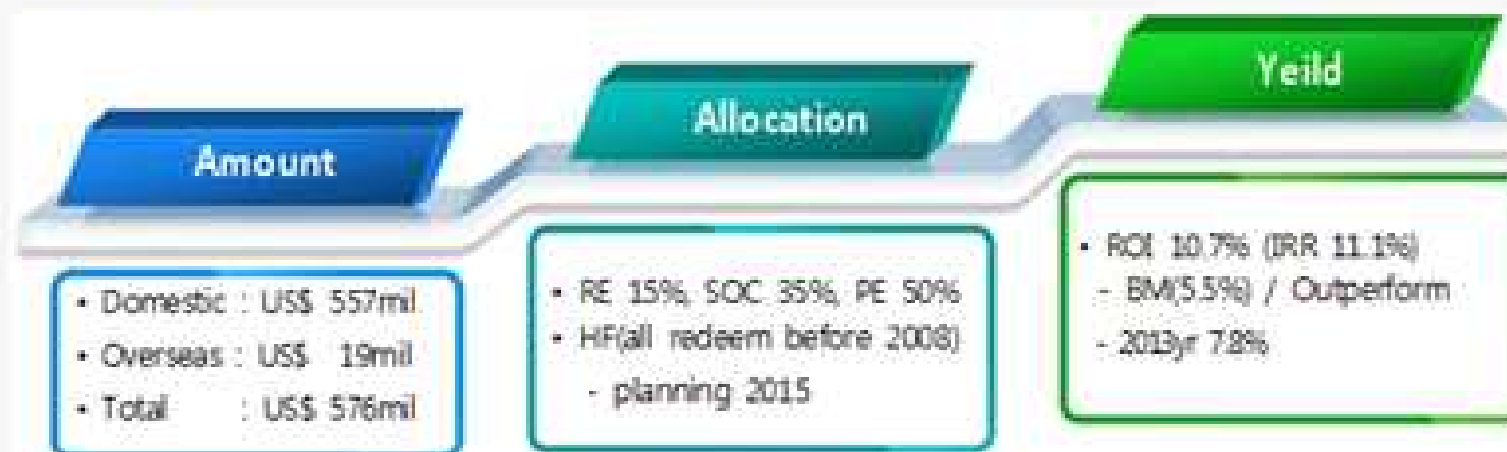 Amount
• Domestic : US$ 557mil
• Overseas : US$ 19mil
• Total : US$ 576mil
Allocation
• RE 15%, SOC 35%, PE 50%
• HF(all redeem before 2008)
- planning 2015
Yeild
• ROI 10.7% (IRR 11.1%)
- BM(5.5%) / Outperform
- 2013yr 7.8%